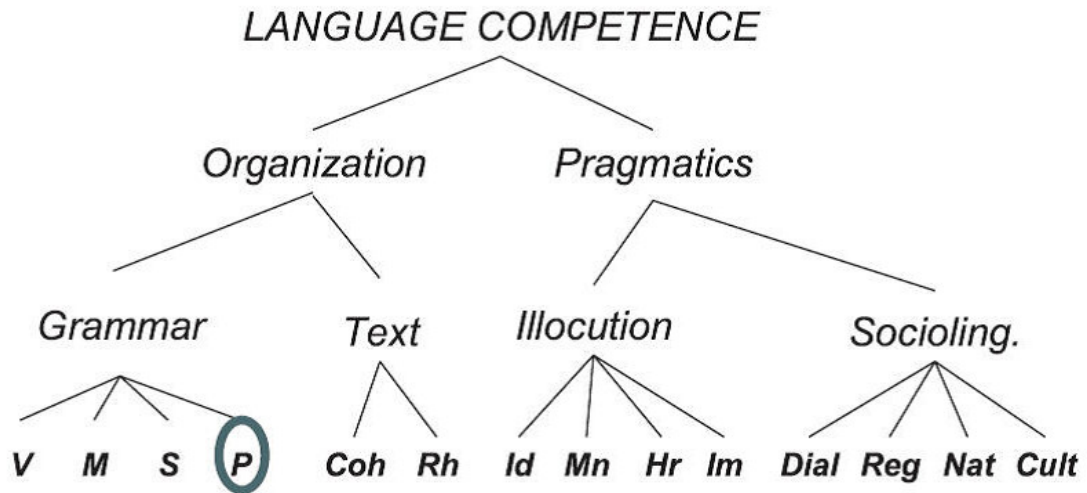 LANGUAGE COMPETENCE
Organization Pragmatics
Grammar Text Illocution Socioling.
V M S P Coh Rh Id Mn Hr Im Dial Reg Nat Cult